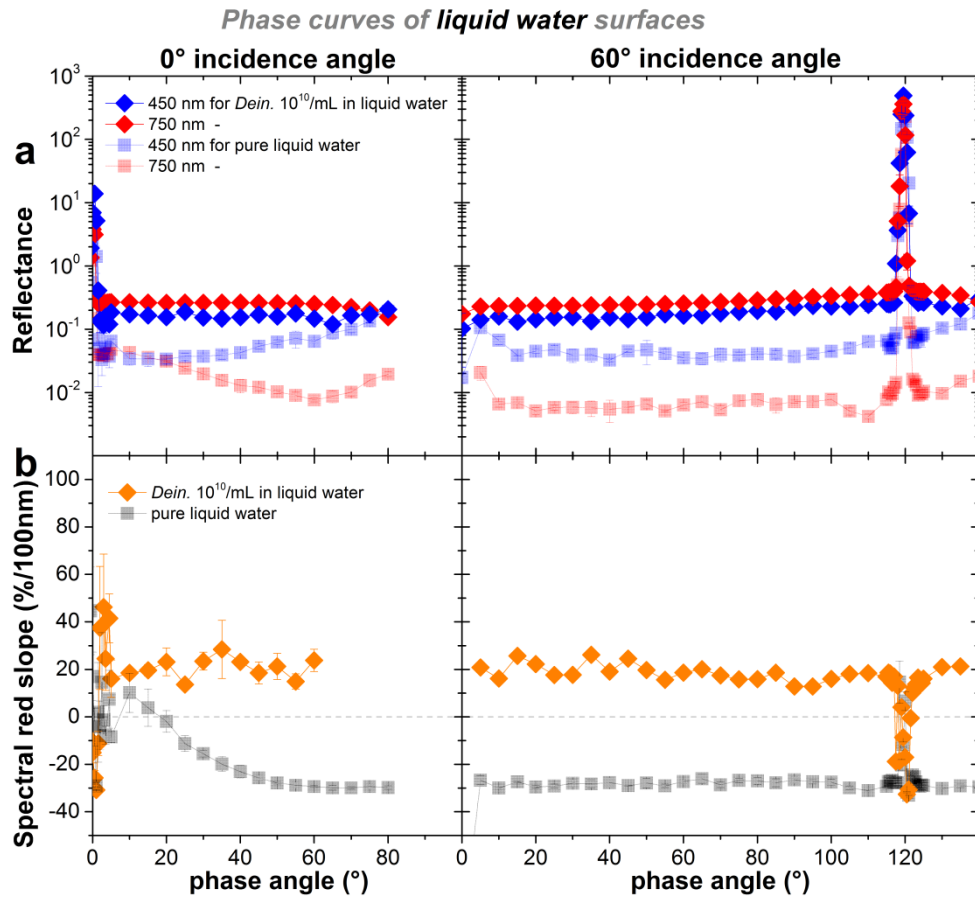 Phase curves of liquid water surfaces
0° incidence angle
60° incidence angle
a
Reflectance
10³
10²
10¹
10⁰
10⁻¹
10⁻²
450 nm for Dein. 10¹⁰/mL in liquid water
750 nm -
450 nm for pure liquid water
750 nm -
b
Spectral red slope (%/100nm)
100
80
60
40
20
0
-20
-40
Dein. 10¹⁰/mL in liquid water
pure liquid water
0 20 40 60 80
0 20 40 60 80 100 120
phase angle (°)
phase angle (°)